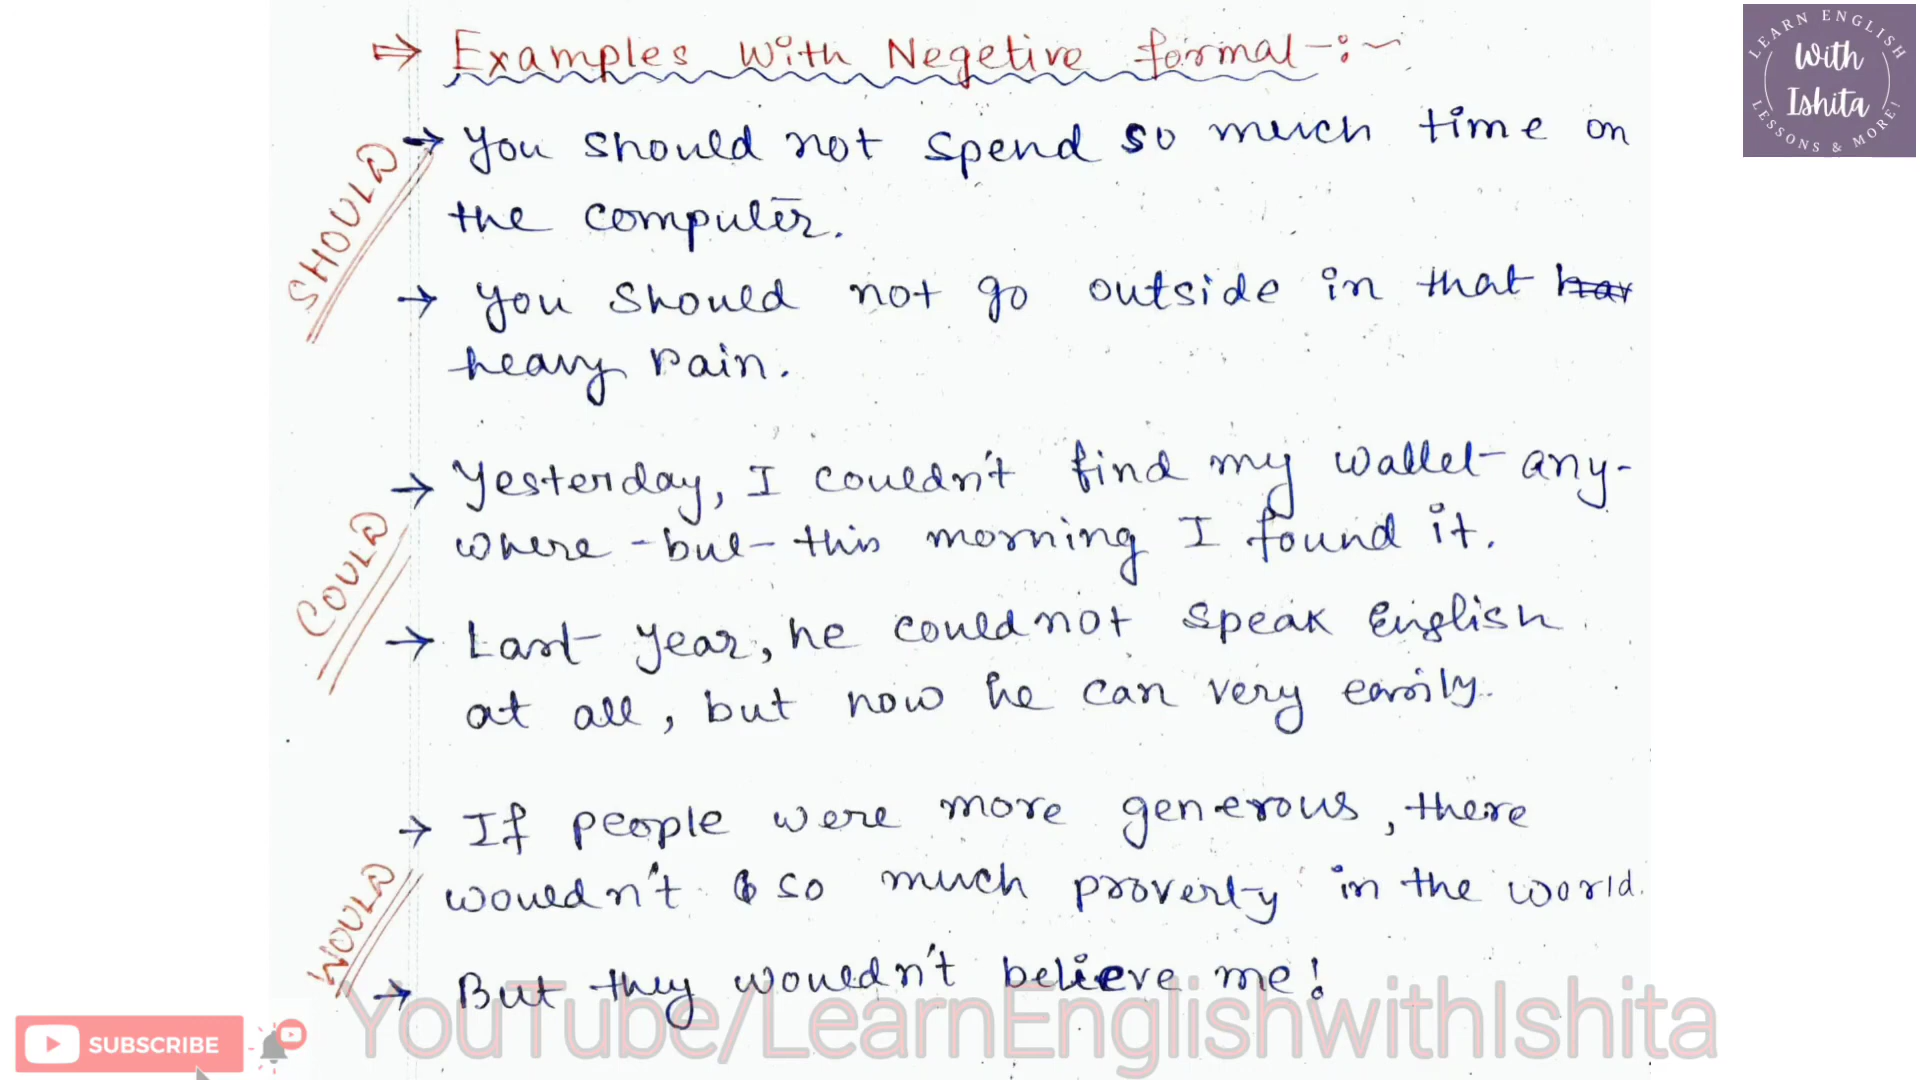 ⇒ Examples with Negetive format -:-
SHOULD
→ You should not spend so much time on
the computer.
→ You should not go outside in that
heavy rain.
COULD
→ Yesterday, I couldn't find my wallet any-
where - but this morning I found it.
→ Last year, he could not speak English
at all, but now he can very easily.
WOULD
→ If people were more generous, there
wouldn't so much proverty in the world.
→ But they wouldn't believe me!
LEARN ENGLISH
With
Ishita
LESSONS & MORE!
SUBSCRIBE
YouTube/LearnEnglishwithIshita